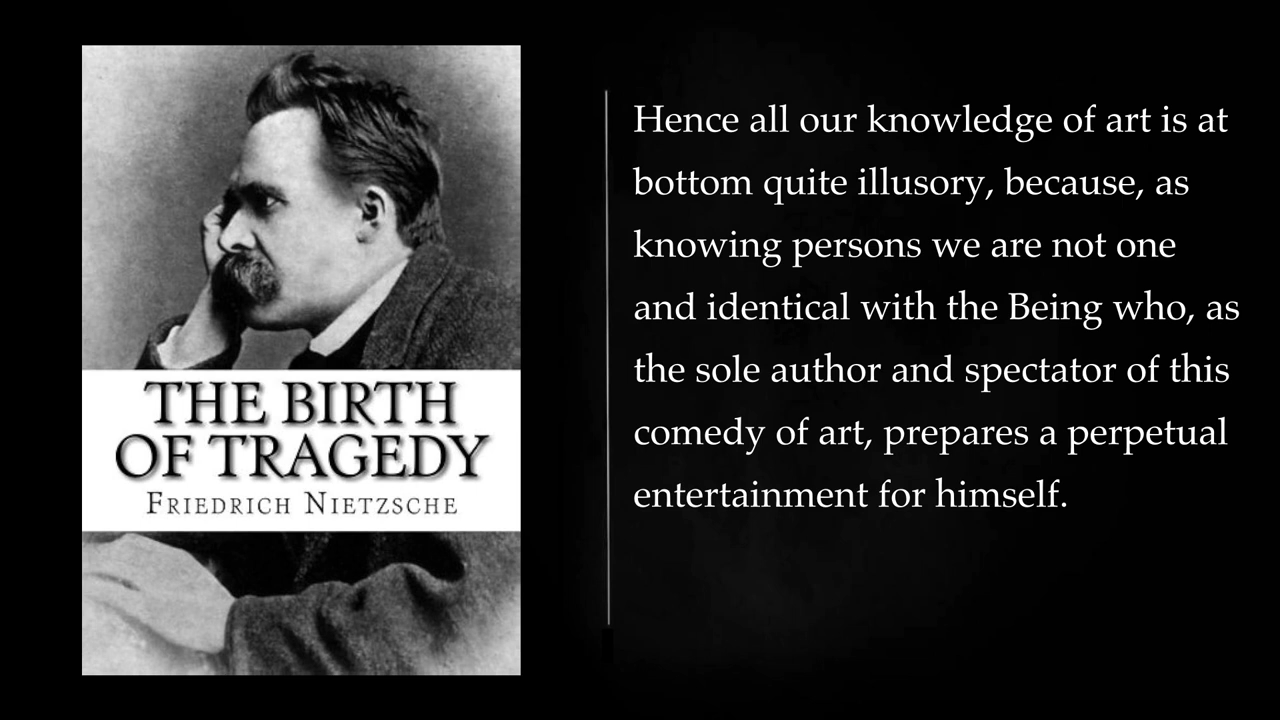 THE BIRTH
OF TRAGEDY
FRIEDRICH NIETZSCHE
Hence all our knowledge of art is at
bottom quite illusory, because, as
knowing persons we are not one
and identical with the Being who, as
the sole author and spectator of this
comedy of art, prepares a perpetual
entertainment for himself.